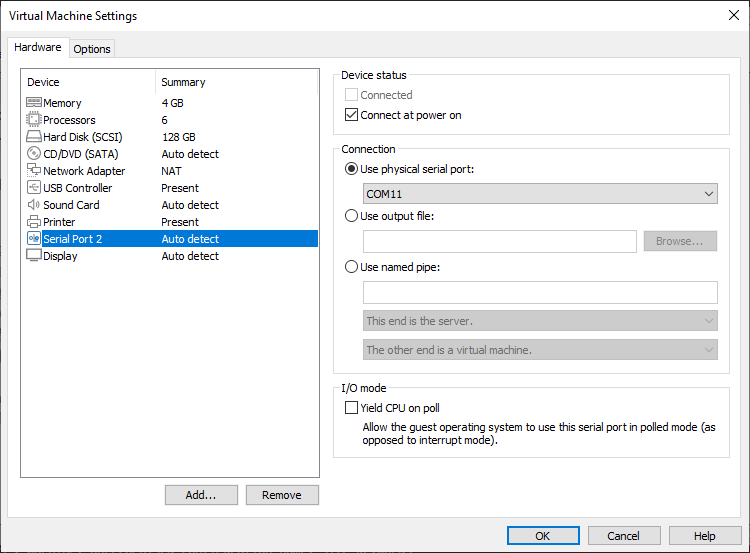 Virtual Machine Settings
Hardware
Options
Device Summary
Memory 4 GB
Processors 6
Hard Disk (SCSI) 128 GB
CD/DVD (SATA) Auto detect
Network Adapter NAT
USB Controller Present
Sound Card Auto detect
Printer Present
Serial Port 2 Auto detect
Display Auto detect
Add...
Remove
Device status
Connected
Connect at power on
Connection
Use physical serial port:
COM11
Use output file:
Browse...
Use named pipe:
This end is the server.
The other end is a virtual machine.
I/O mode
Yield CPU on poll
Allow the guest operating system to use this serial port in polled mode (as
opposed to interrupt mode).
OK
Cancel
Help